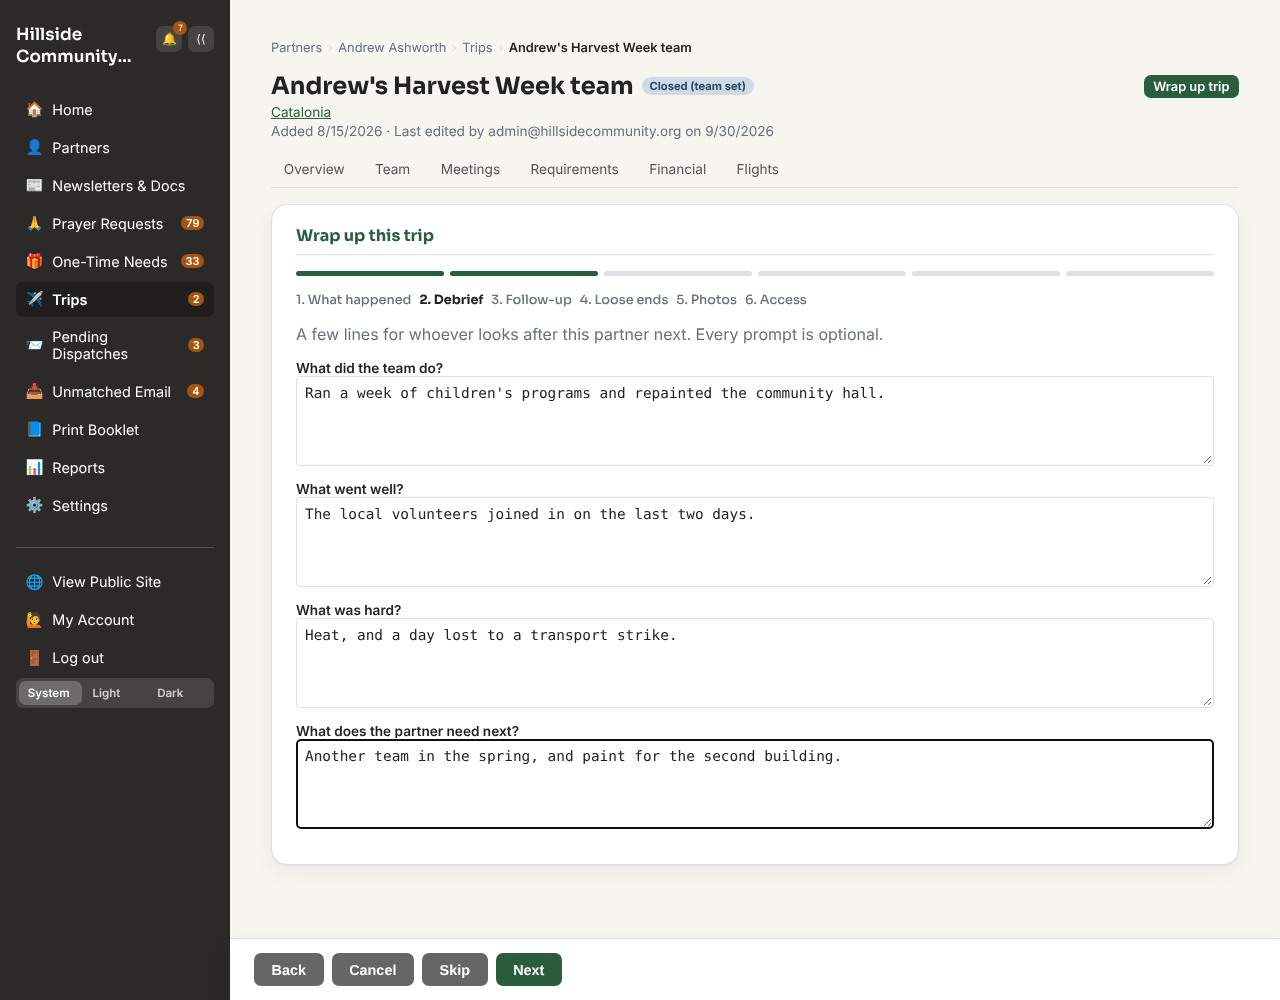 Hillside
Community...
7
⟨⟨
Home
Partners
Newsletters & Docs
Prayer Requests 79
One-Time Needs 33
Trips 2
Pending
Dispatches 3
Unmatched Email 4
Print Booklet
Reports
Settings
View Public Site
My Account
Log out
System Light Dark
Partners › Andrew Ashworth › Trips › Andrew's Harvest Week team
Andrew's Harvest Week team Closed (team set) Wrap up trip
Catalonia
Added 8/15/2026 · Last edited by admin@hillsidecommunity.org on 9/30/2026
Overview Team Meetings Requirements Financial Flights
Wrap up this trip
1. What happened 2. Debrief 3. Follow-up 4. Loose ends 5. Photos 6. Access
A few lines for whoever looks after this partner next. Every prompt is optional.
What did the team do?
Ran a week of children's programs and repainted the community hall.
What went well?
The local volunteers joined in on the last two days.
What was hard?
Heat, and a day lost to a transport strike.
What does the partner need next?
Another team in the spring, and paint for the second building.
Back Cancel Skip Next